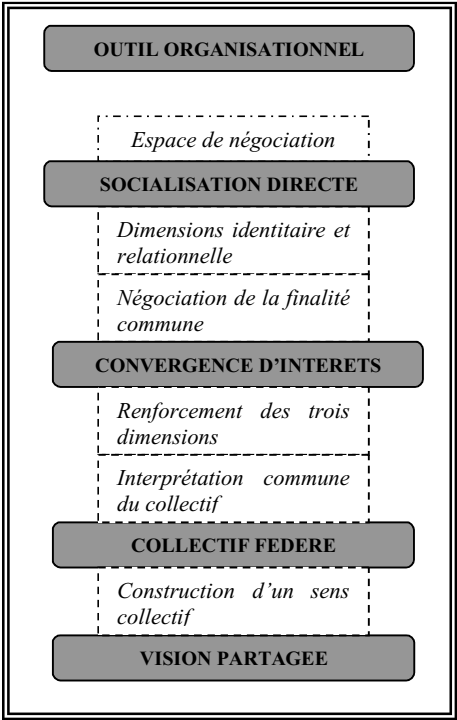 OUTIL ORGANISATIONNEL
Espace de négociation
SOCIALISATION DIRECTE
Dimensions identitaire et
relationnelle
Négociation de la finalité
commune
CONVERGENCE D'INTERETS
Renforcement des trois
dimensions
Interprétation commune
du collectif
COLLECTIF FEDERE
Construction d'un sens
collectif
VISION PARTAGEE